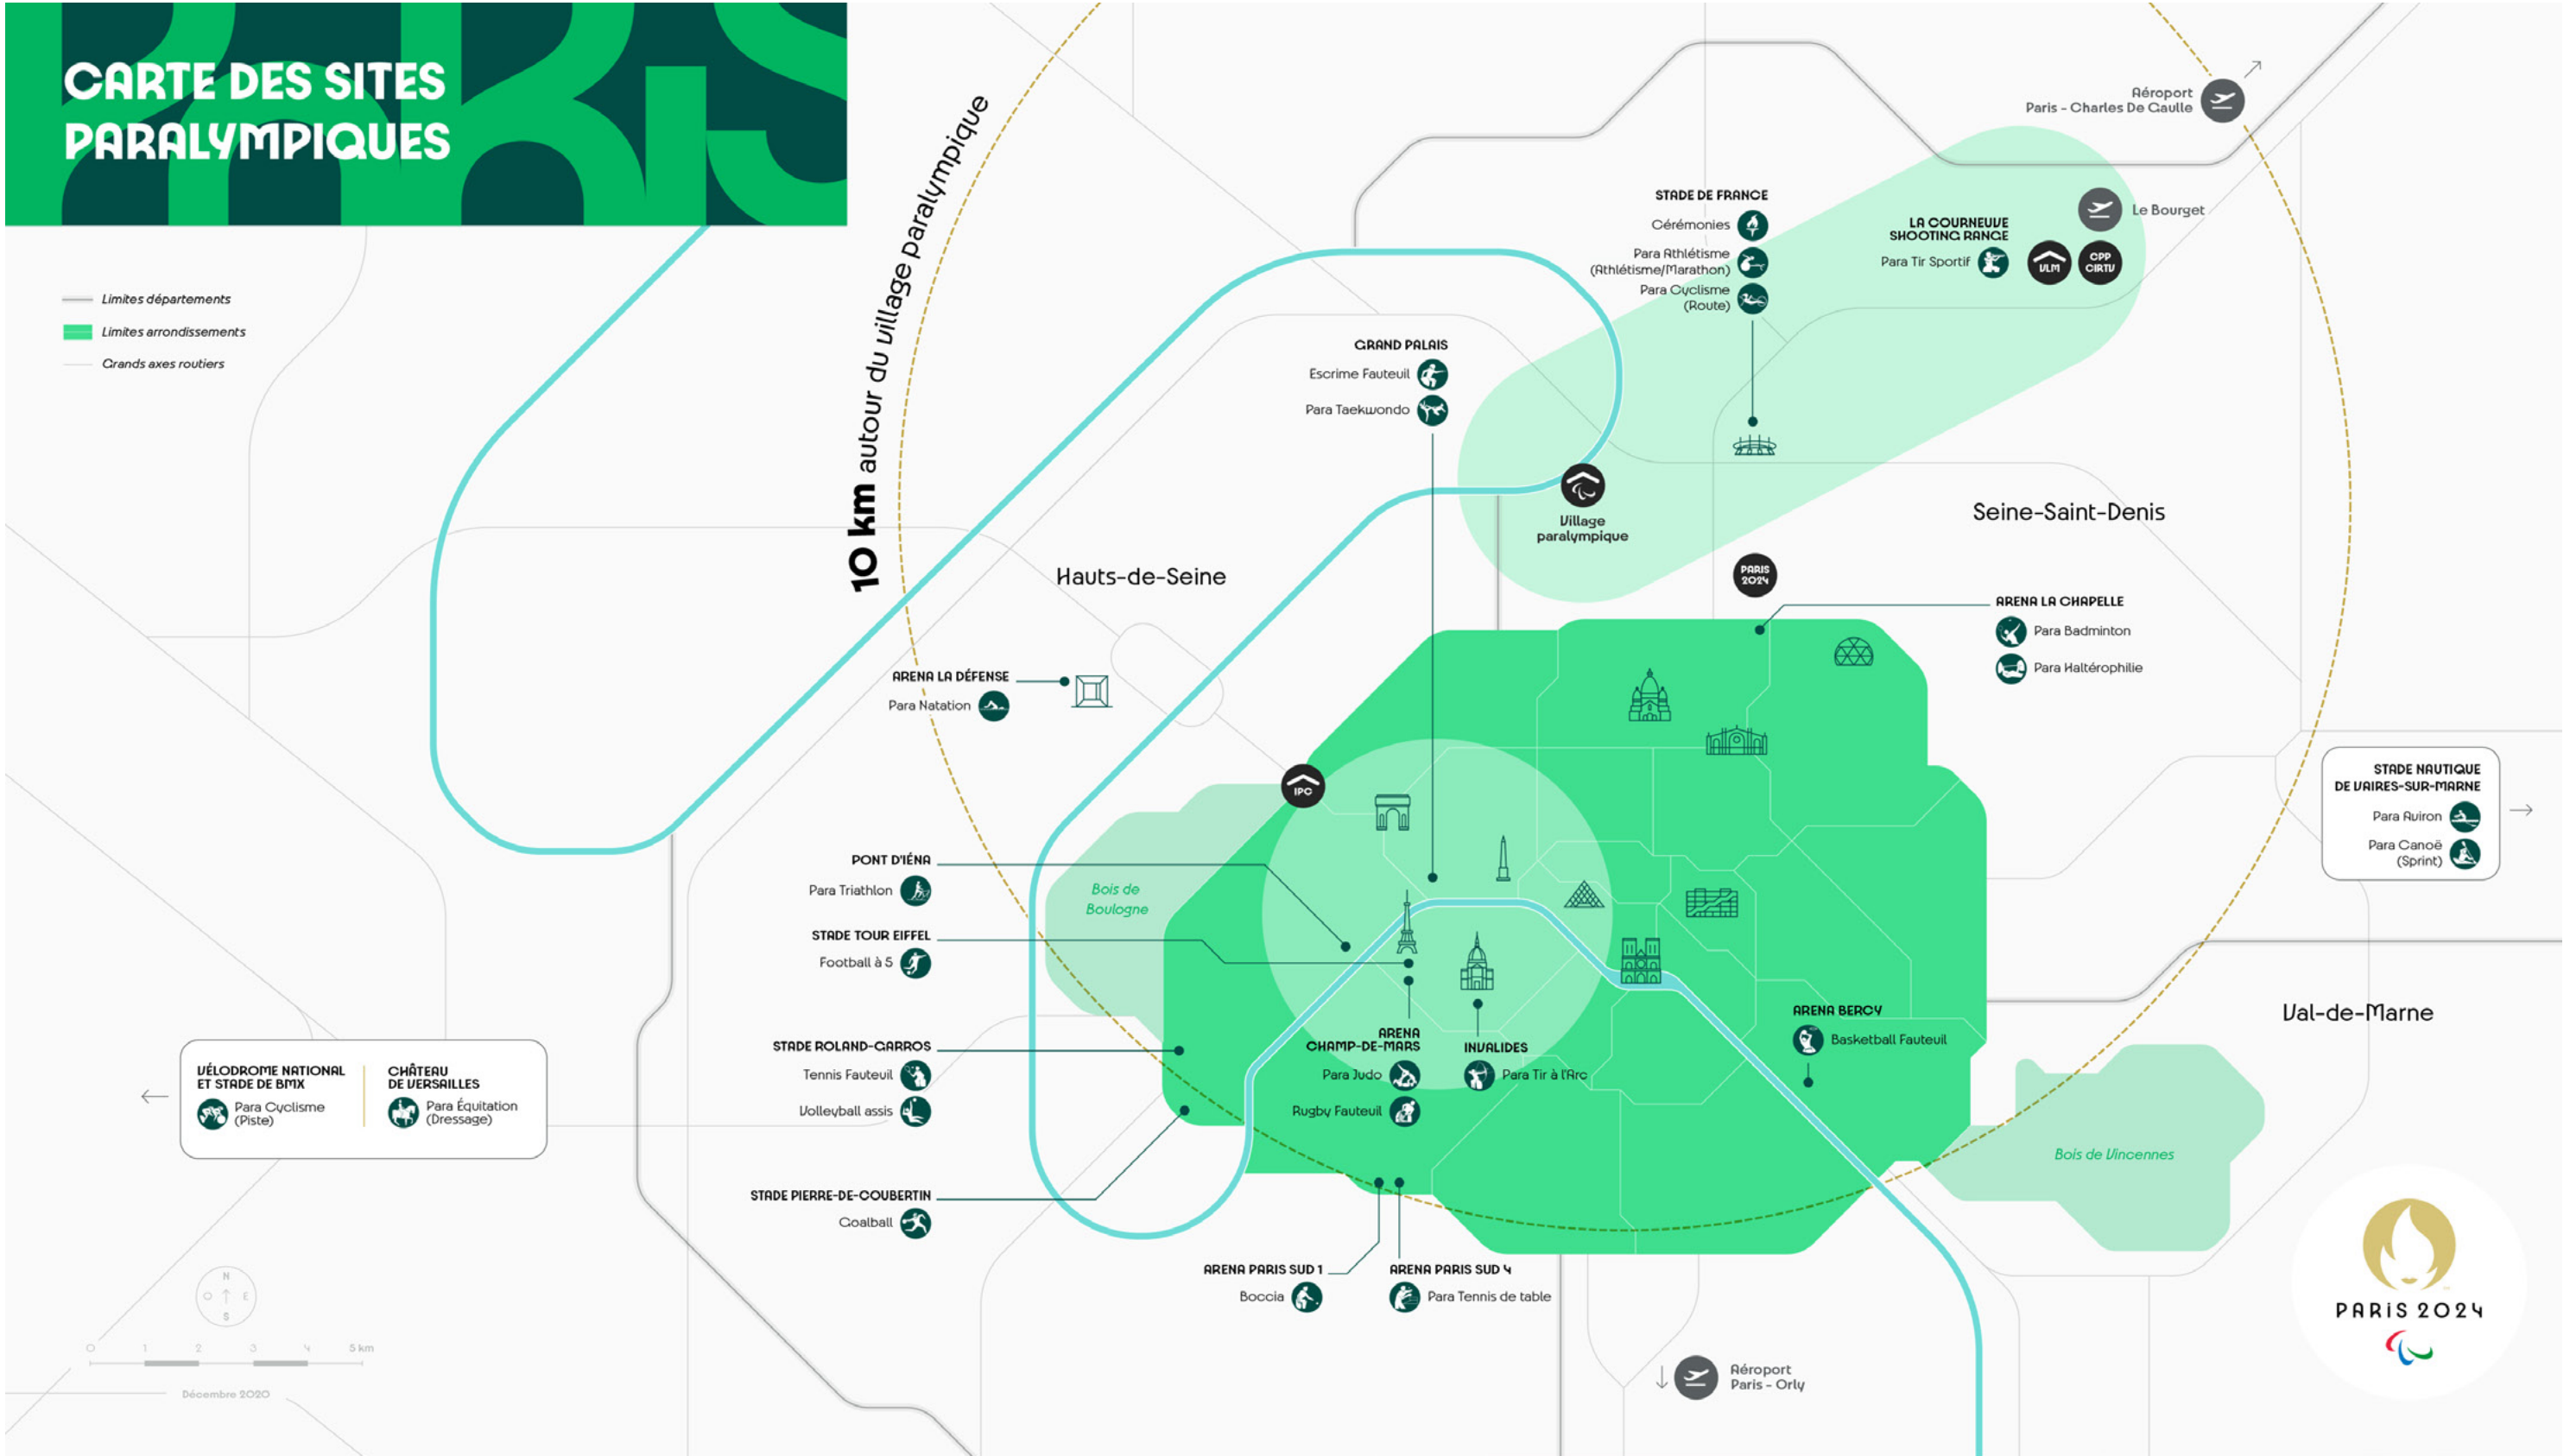 CARTE DES SITES
PARALYMPIQUES
Limites départements
Limites arrondissements
Grands axes routiers
10 km autour du village paralympique
Aéroport
Paris - Charles De Gaulle
Le Bourget
STADE DE FRANCE
Cérémonies
Para Athlétisme
(Athlétisme/Marathon)
Para Cyclisme
(Route)
LA COURNEUVE
SHOOTING RANGE
Para Tir Sportif
VLM
CPP
CIRTV
GRAND PALAIS
Escrime Fauteuil
Para Taekwondo
Village
paralympique
Seine-Saint-Denis
Hauts-de-Seine
PARIS
2024
ARENA LA CHAPELLE
Para Badminton
Para Haltérophilie
ARENA LA DÉFENSE
Para Natation
IPC
STADE NAUTIQUE
DE VAIRES-SUR-MARNE
Para Aviron
Para Canoë
(Sprint)
PONT D'IÉNA
Para Triathlon
Bois de
Boulogne
STADE TOUR EIFFEL
Football à 5
STADE ROLAND-GARROS
Tennis Fauteuil
Volleyball assis
ARENA
CHAMP-DE-MARS
Para Judo
Rugby Fauteuil
INVALIDES
Para Tir à l'Arc
ARENA BERCY
Basketball Fauteuil
Val-de-Marne
VÉLODROME NATIONAL
ET STADE DE BMX
Para Cyclisme
(Piste)
CHÂTEAU
DE VERSAILLES
Para Équitation
(Dressage)
Bois de Vincennes
STADE PIERRE-DE-COUBERTIN
Goalball
ARENA PARIS SUD 1
Boccia
ARENA PARIS SUD 4
Para Tennis de table
N
O E
S
0 1 2 3 4 5 km
Décembre 2020
Aéroport
Paris - Orly
PARIS 2024